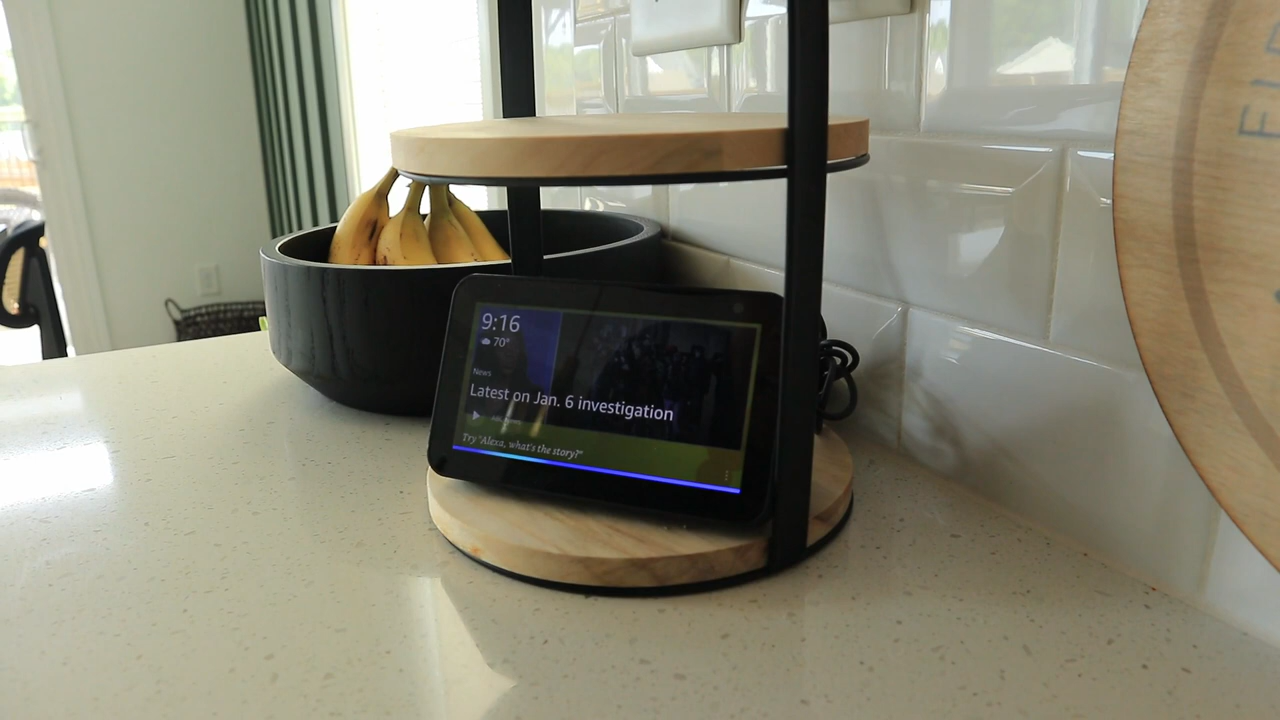 9:16
70°
News
Latest on Jan. 6 investigation
Try "Alexa, what's the story?"